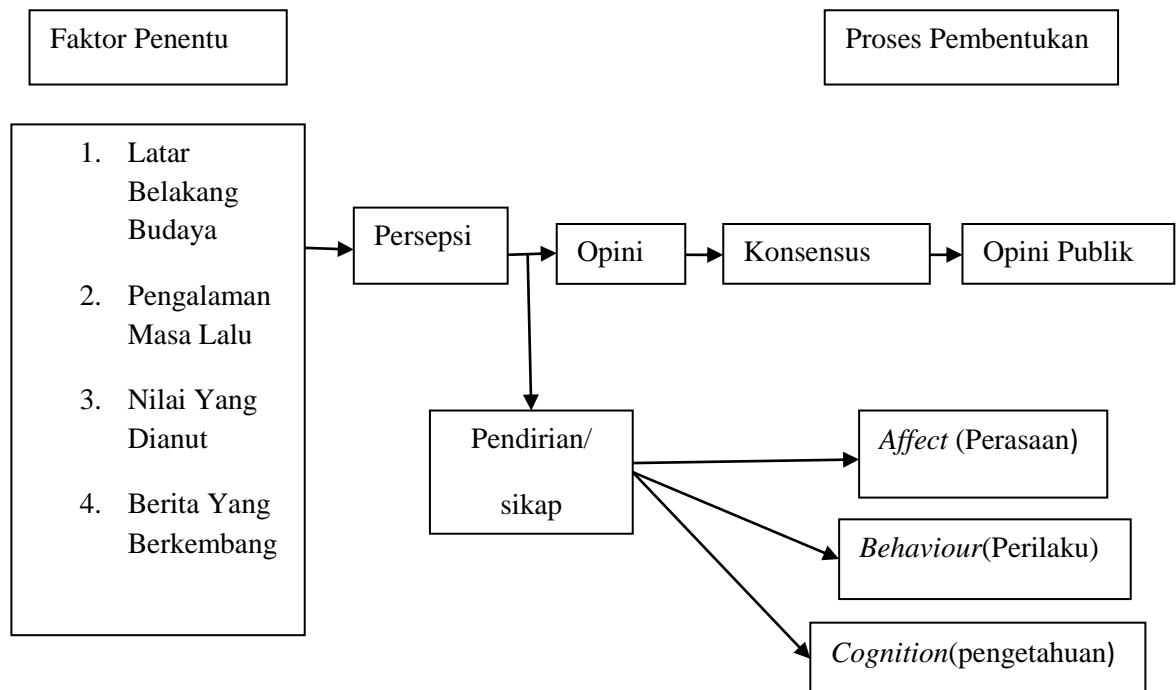 Faktor Penentu
Proses Pembentukan
1. Latar
Belakang
Budaya
2. Pengalaman
Masa Lalu
3. Nilai Yang
Dianut
4. Berita Yang
Berkembang
Persepsi
Opini
Konsensus
Opini Publik
Pendirian/
sikap
Affect (Perasaan)
Behaviour(Perilaku)
Cognition(pengetahuan)